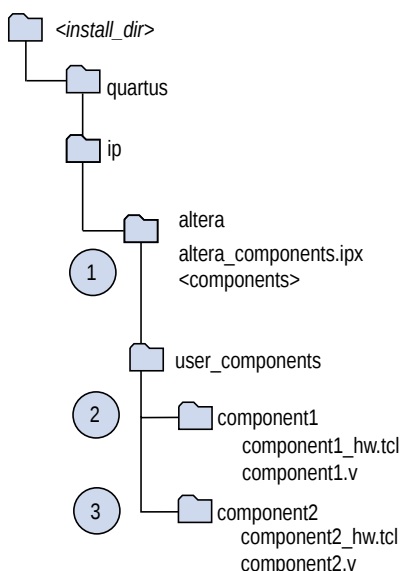 <install_dir>
quartus
ip
altera
altera_components.ipx
<components>
1
user_components
2
component1
component1_hw.tcl
component1.v
3
component2
component2_hw.tcl
component2.v